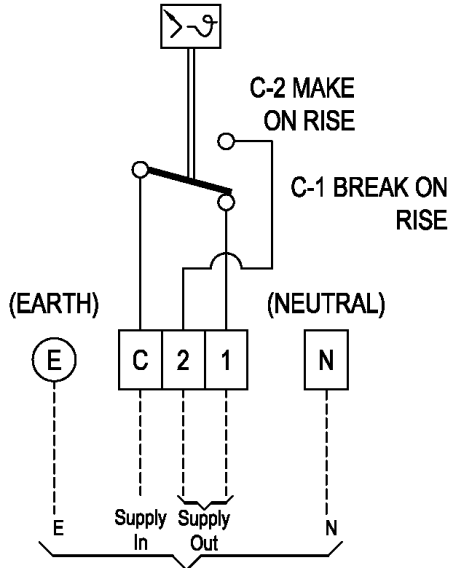 C-2 MAKE
ON RISE
C-1 BREAK ON
RISE
(EARTH)
(NEUTRAL)
E
C
2
1
N
E
Supply
In
Supply
Out
N